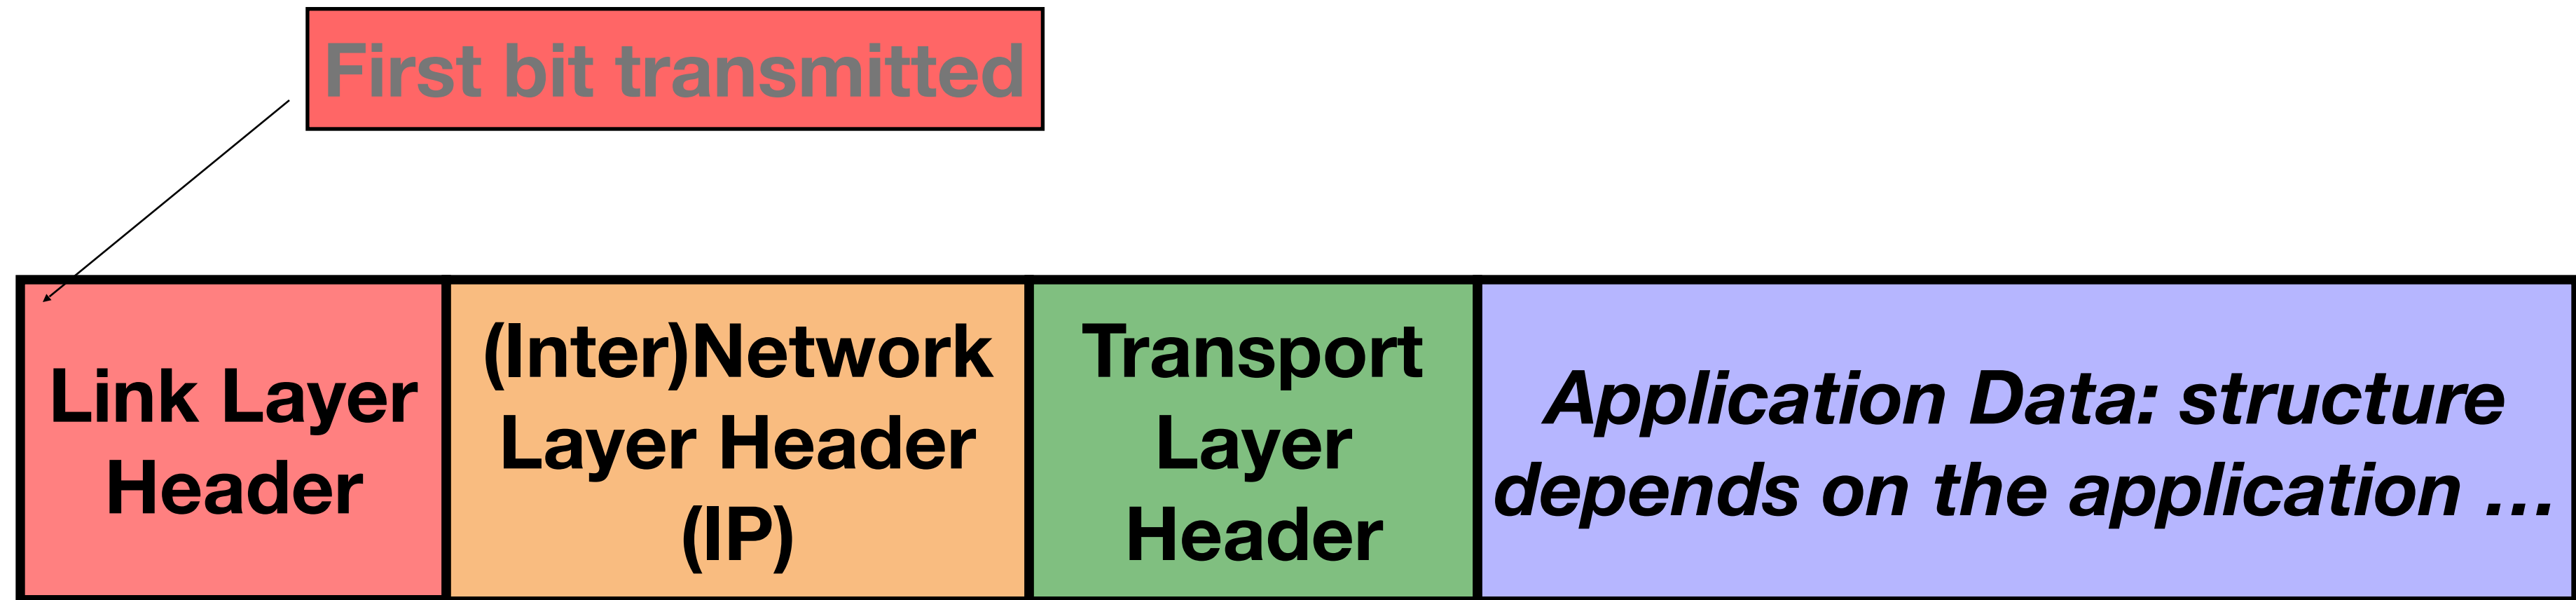 First bit transmitted
Link Layer
Header
(Inter)Network
Layer Header
(IP)
Transport
Layer
Header
Application Data: structure
depends on the application …